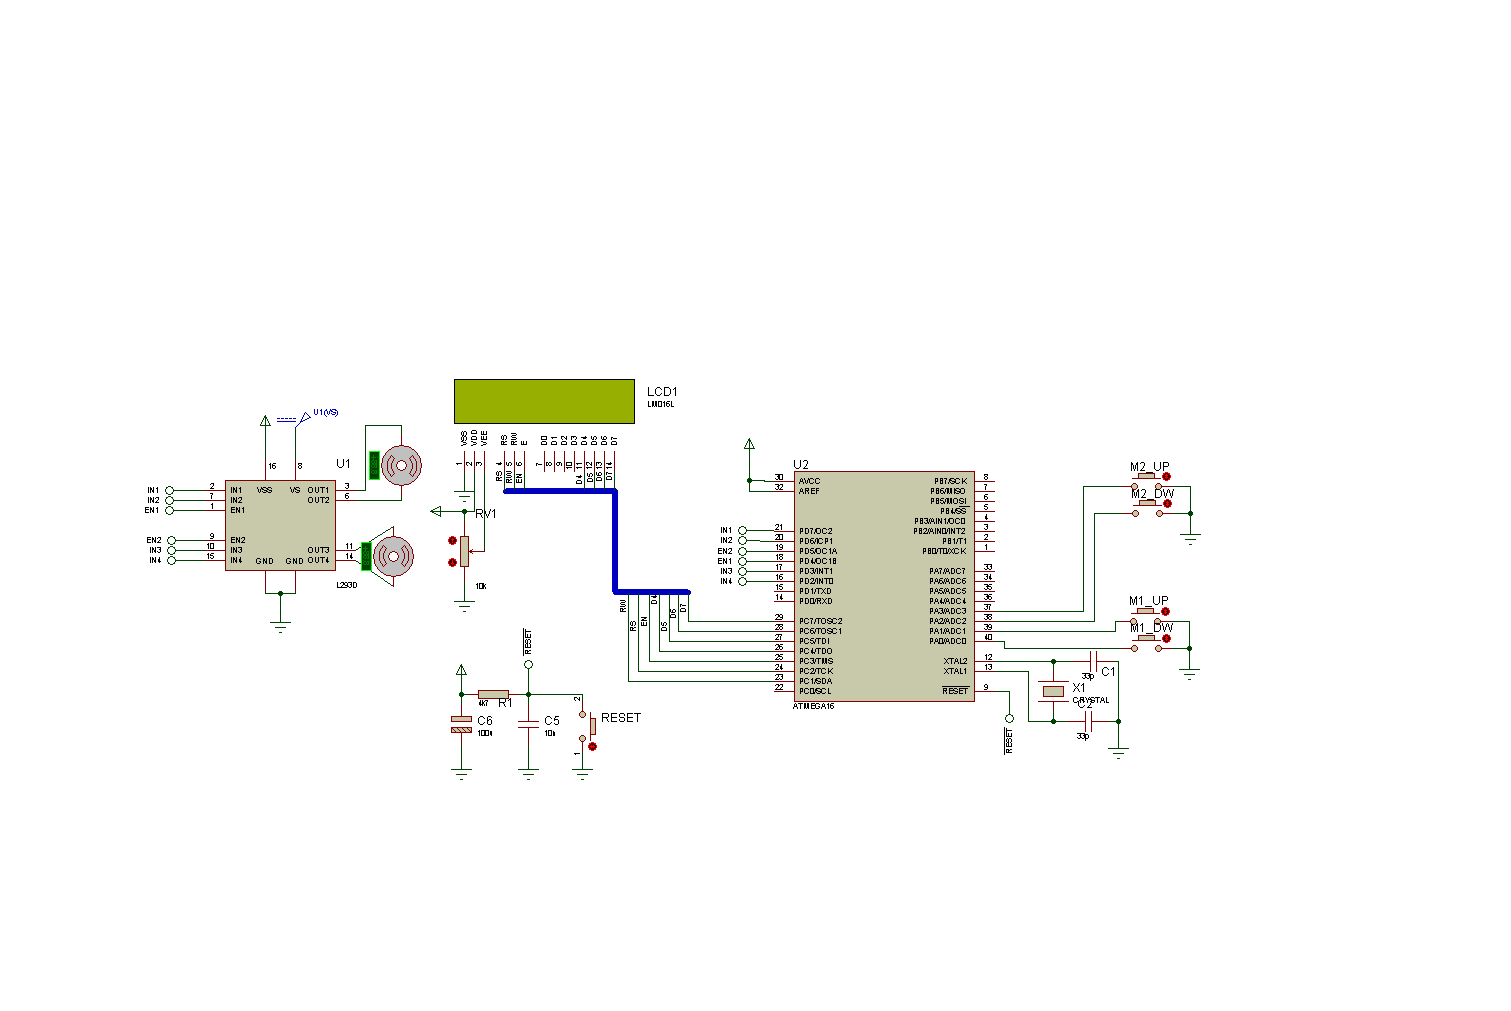 U1(VS)
U1
16
8
VSS
VS
IN1 2 IN1
IN2 7 IN2
EN1 1 EN1
EN2 9 EN2
IN3 10 IN3
IN4 15 IN4
OUT1 3
OUT2 6
OUT3 11
OUT4 14
GND
GND
L293D
LCD1
LM016L
VSS 1
VDD 2
VEE 3
RS 4 RS
RW 5 RW
E 6 EN
D0 7
D1 8
D2 9
D3 10
D4 11 D4
D5 12 D5
D6 13 D6
D7 14 D7
RV1
10k
RW
RS
EN
D4
D5
D6
D7
RESET
R1
4K7
C6
C5
10n
RESET
2
1
U2
30 AVCC
32 AREF
IN1 21 PD7/OC2
IN2 20 PD6/ICP1
EN2 19 PD5/OC1A
EN1 18 PD4/OC1B
IN3 17 PD3/INT1
IN4 16 PD2/INT0
15 PD1/TXD
14 PD0/RXD
29 PC7/TOSC2
28 PC6/TOSC1
27 PC5/TDI
26 PC4/TDO
25 PC3/TMS
24 PC2/TCK
23 PC1/SDA
22 PC0/SCL
PB7/SCK 8
PB6/MISO 7
PB5/MOSI 6
PB4/SS 5
PB3/AIN1/OC0 4
PB2/AIN0/INT2 3
PB1/T1 2
PB0/T0/XCK 1
PA7/ADC7 33
PA6/ADC6 34
PA5/ADC5 35
PA4/ADC4 36
PA3/ADC3 37
PA2/ADC2 38
PA1/ADC1 39
PA0/ADC0 40
XTAL2 12
XTAL1 13
RESET 9
ATMEGA16
RESET
M2_UP
M2_DW
M1_UP
M1_DW
C1
33p
X1
CRYSTAL
C2
33p